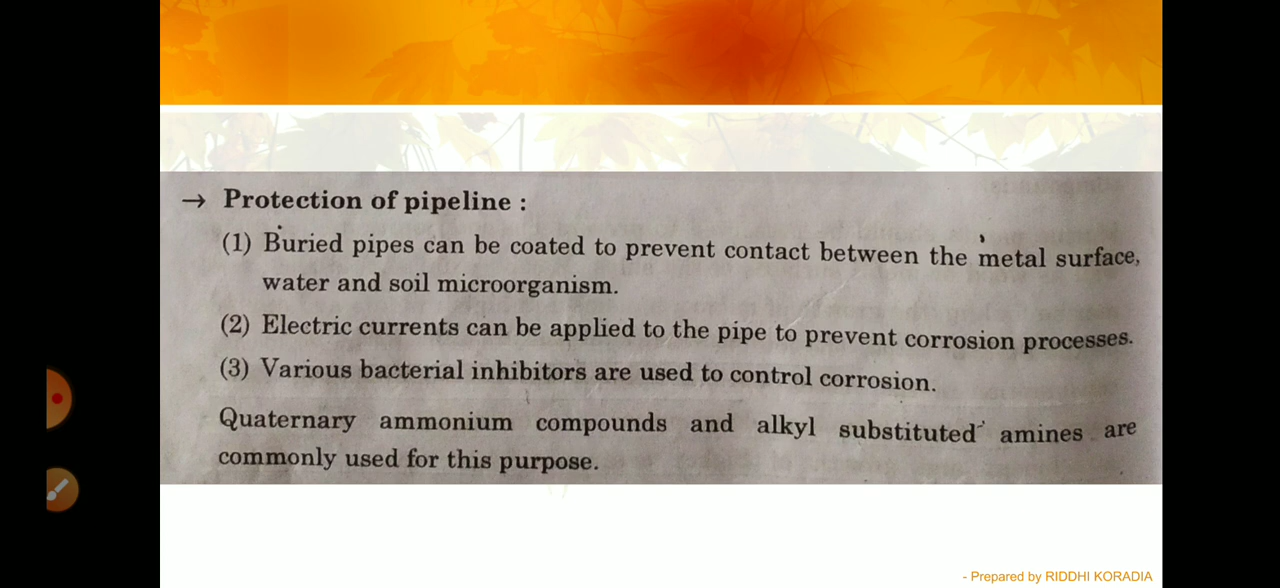 → Protection of pipeline :
(1) Buried pipes can be coated to prevent contact between the metal surface,
water and soil microorganism.
(2) Electric currents can be applied to the pipe to prevent corrosion processes.
(3) Various bacterial inhibitors are used to control corrosion.
Quaternary ammonium compounds and alkyl substituted amines are
commonly used for this purpose.
- Prepared by RIDDHI KORADIA